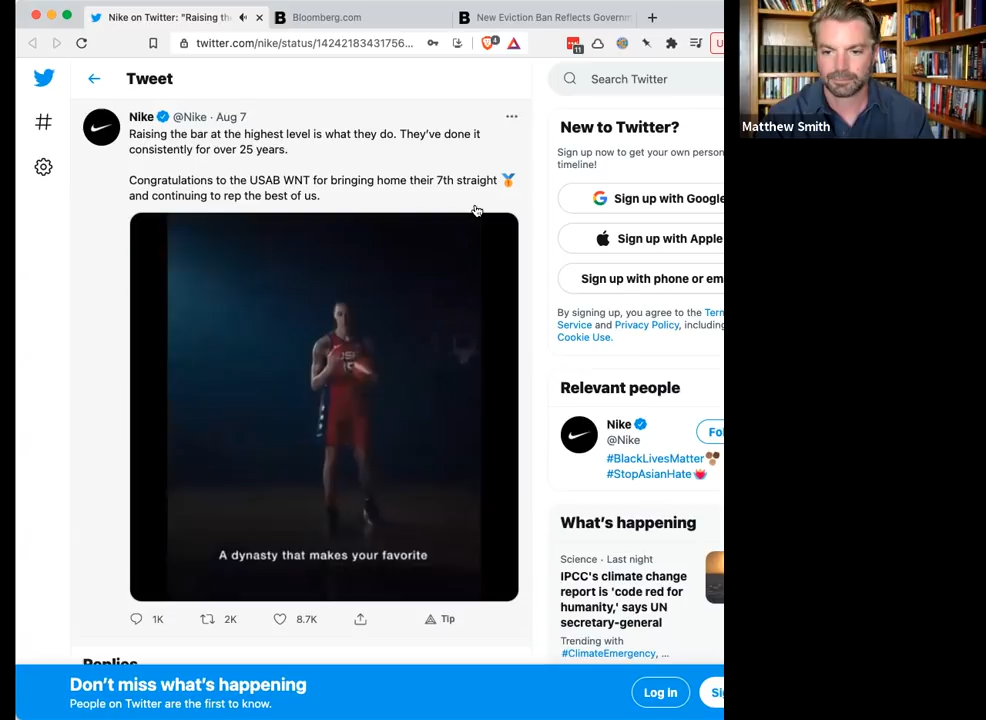 Nike on Twitter: "Raising the
Bloomberg.com
New Eviction Ban Reflects Governm
twitter.com/nike/status/14242183431756...
4
11
Matthew Smith
Tweet
Search Twitter
Nike @Nike · Aug 7
Raising the bar at the highest level is what they do. They've done it
consistently for over 25 years.
Congratulations to the USAB WNT for bringing home their 7th straight
and continuing to rep the best of us.
A dynasty that makes your favorite
1K
2K
8.7K
Tip
Replies
New to Twitter?
Sign up now to get your own person
timeline!
Sign up with Google
Sign up with Apple
Sign up with phone or em
By signing up, you agree to the Tern
Service and Privacy Policy, including
Cookie Use.
Relevant people
Nike
@Nike
Fol
#BlackLivesMatter
#StopAsianHate
What's happening
Science · Last night
IPCC's climate change
report is 'code red for
humanity,' says UN
secretary-general
Trending with
#ClimateEmergency, ...
Don't miss what's happening
People on Twitter are the first to know.
Log in
Si